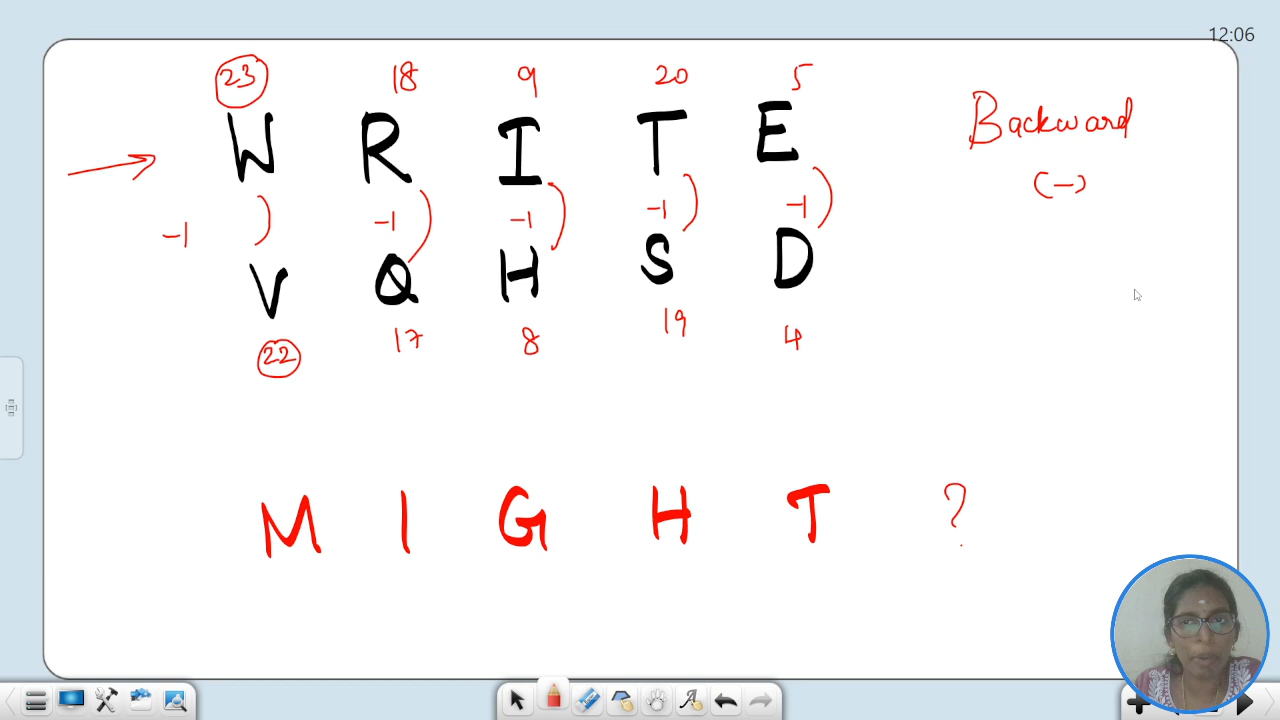 12:06
23 18 9 20 5
W R I T E
Backward
(-)
-1 -1 -1 -1 -1
V Q H S D
22 17 8 19 4
M I G H T ?